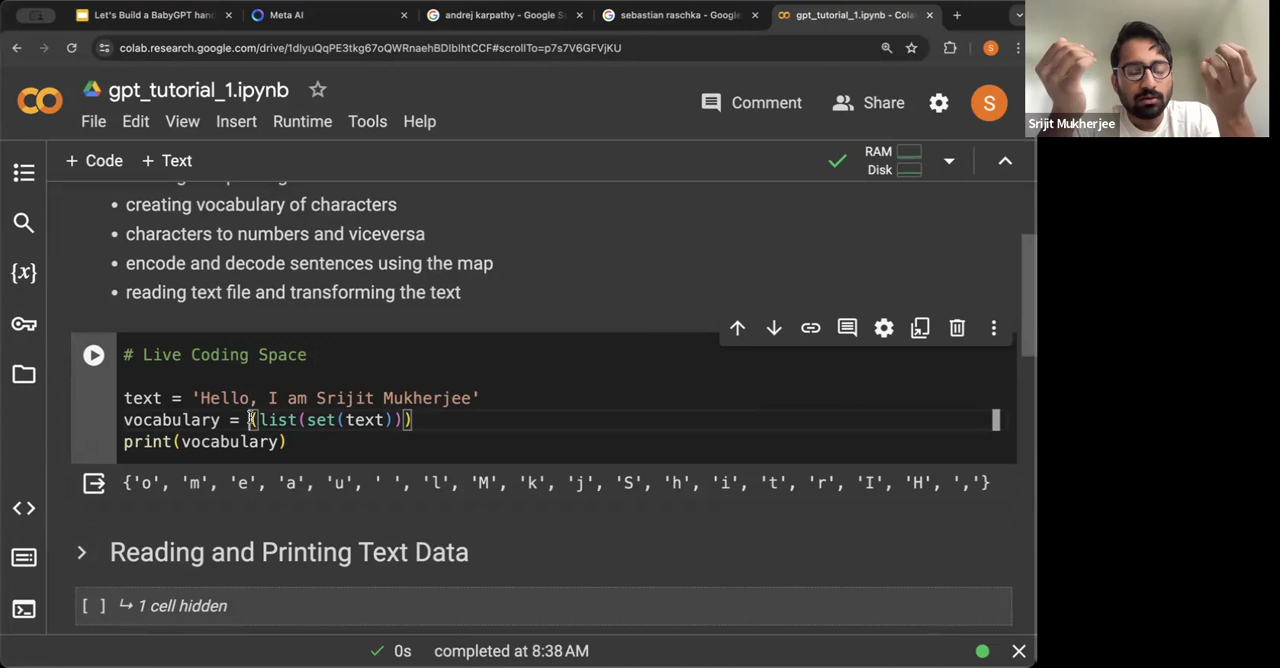 Let's Build a BabyGPT han
Meta AI
andrej karpathy - Google S
sebastian raschka - Google
gpt_tutorial_1.ipynb - Cola
colab.research.google.com/drive/1dlyuQqPE3tkg67oQWRnaehBDIblhtCCF#scrollTo=p7s7V6GFVjKU
S
Srijit Mukherjee
gpt_tutorial_1.ipynb
File Edit View Insert Runtime Tools Help
Comment
Share
S
+ Code + Text
RAM
Disk
• creating vocabulary of characters
• characters to numbers and viceversa
• encode and decode sentences using the map
• reading text file and transforming the text
# Live Coding Space
text = 'Hello, I am Srijit Mukherjee'
vocabulary = (list(set(text)))
print(vocabulary)
{'o', 'm', 'e', 'a', 'u', ' ', 'l', 'M', 'k', 'j', 'S', 'h', 'i', 't', 'r', 'I', 'H', ','}
Reading and Printing Text Data
[ ] ↳ 1 cell hidden
✓ 0s completed at 8:38 AM